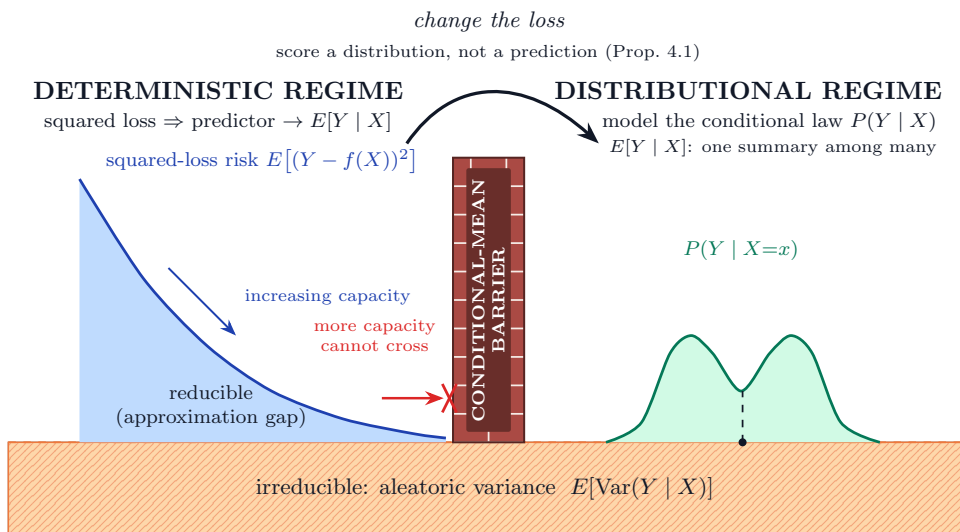 change the loss
score a distribution, not a prediction (Prop. 4.1)
DETERMINISTIC REGIME
squared loss ⇒ predictor → E[Y | X]
squared-loss risk E[(Y − f(X))²]
increasing capacity
more capacity
cannot cross
reducible
(approximation gap)
CONDITIONAL-MEAN
BARRIER
DISTRIBUTIONAL REGIME
model the conditional law P(Y | X)
E[Y | X]: one summary among many
P(Y | X=x)
irreducible: aleatoric variance E[Var(Y | X)]